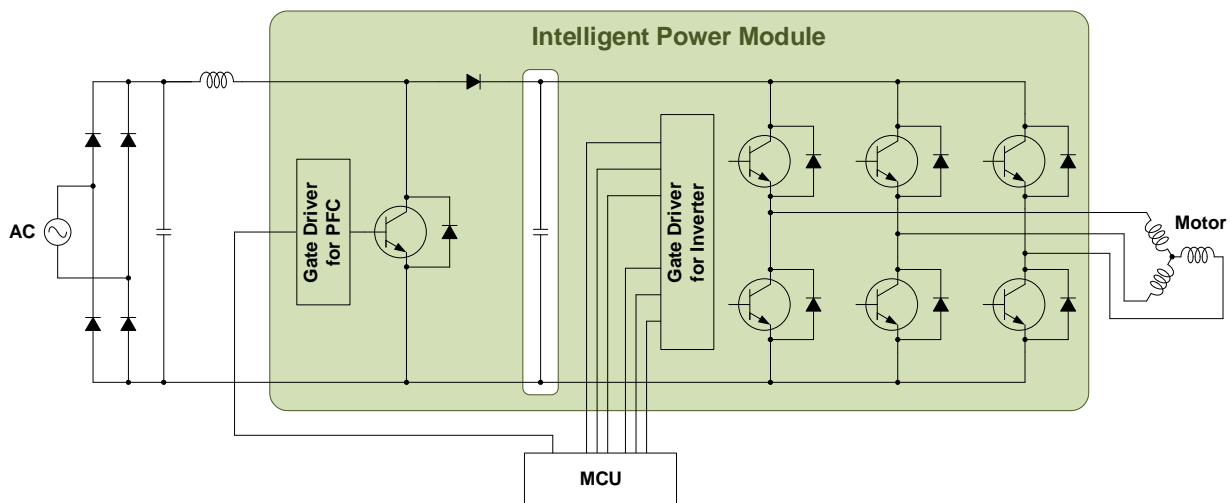 Intelligent Power Module
AC
Gate Driver
for PFC
Gate Driver
for Inverter
Motor
MCU